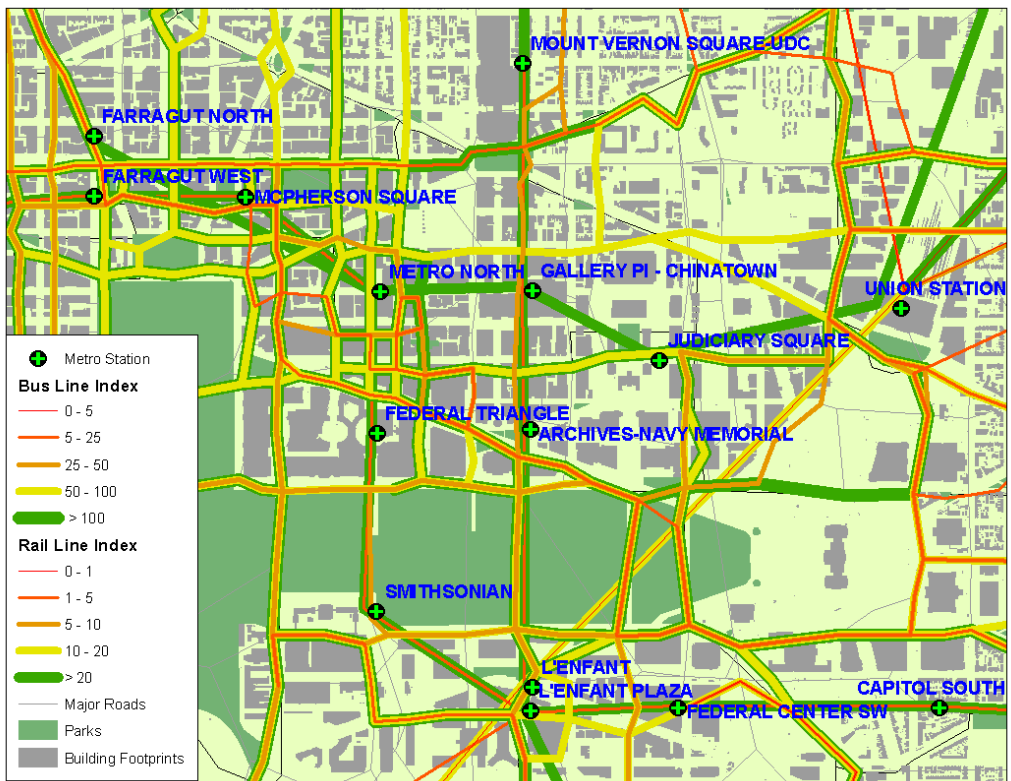 MOUNT VERNON SQUARE-UDC
FARRAGUT NORTH
FARRAGUT WEST
MCPHERSON SQUARE
METRO NORTH
GALLERY Pl - CHINATOWN
UNION STATION
JUDICIARY SQUARE
FEDERAL TRIANGLE
ARCHIVES-NAVY MEMORIAL
SMITHSONIAN
L'ENFANT
L'ENFANT PLAZA
CAPITOL SOUTH
FEDERAL CENTER SW
Metro Station
Bus Line Index
0 - 5
5 - 25
25 - 50
50 - 100
> 100
Rail Line Index
0 - 1
1 - 5
5 - 10
10 - 20
> 20
Major Roads
Parks
Building Footprints